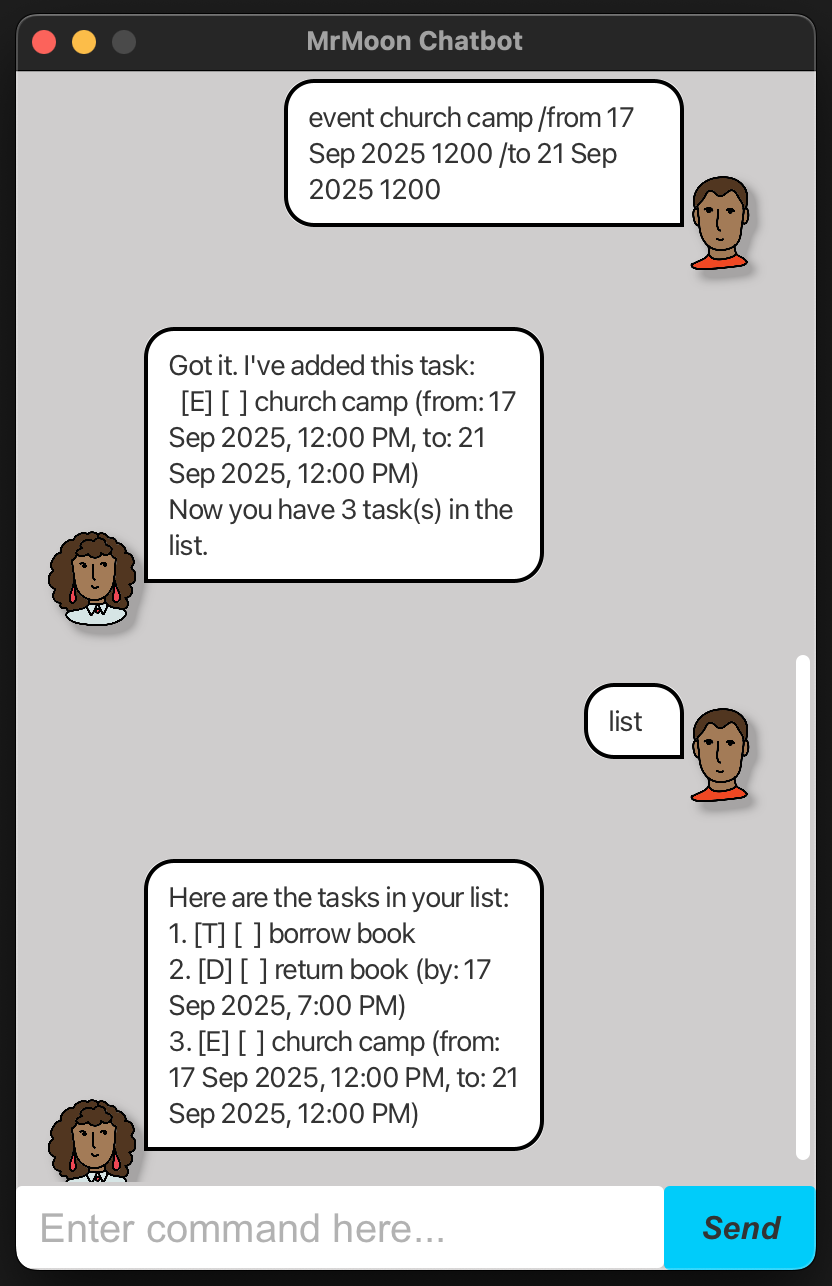 MrMoon Chatbot
event church camp /from 17
Sep 2025 1200 /to 21 Sep
2025 1200
Got it. I've added this task:
[E] [ ] church camp (from: 17
Sep 2025, 12:00 PM, to: 21
Sep 2025, 12:00 PM)
Now you have 3 task(s) in the
list.
list
Here are the tasks in your list:
1. [T] [ ] borrow book
2. [D] [ ] return book (by: 17
Sep 2025, 7:00 PM)
3. [E] [ ] church camp (from:
17 Sep 2025, 12:00 PM, to: 21
Sep 2025, 12:00 PM)
Enter command here...
Send